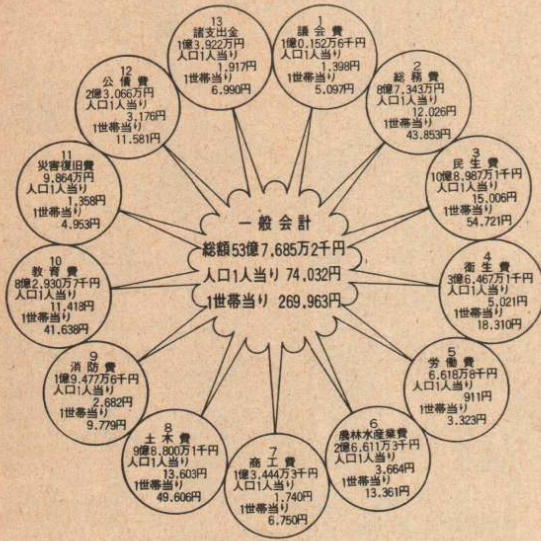 一般会計
総額53億7,685万2千円
人口1人当り 74.032円
1世帯当り 269.963円
1
議会費
1億0.152万6千円
人口1人当り
1.398円
1世帯当り
5.097円
2
総務費
8億7.343万円
人口1人当り
12.026円
1世帯当り
43.853円
3
民生費
10億8.987万1千円
人口1人当り
15.006円
1世帯当り
54.721円
4
衛生費
3億6.467万1千円
人口1人当り
5.021円
1世帯当り
18.310円
5
労働費
6.618万8千円
人口1人当り
911円
1世帯当り
3.323円
6
農林水産業費
2億6.611万3千円
人口1人当り
3.664円
1世帯当り
13.361円
7
商工費
1億3.444万3千円
人口1人当り
1.740円
1世帯当り
6.750円
8
土木費
9億8.800万1千円
人口1人当り
13.603円
1世帯当り
49.606円
9
消防費
1億9.477万6千円
人口1人当り
2.682円
1世帯当り
9.779円
10
教育費
8億2.930万7千円
人口1人当り
11.418円
1世帯当り
41.638円
11
災害復旧費
9.864万円
人口1人当り
1.358円
1世帯当り
4.953円
12
公債費
2億3.066万円
人口1人当り
3.176円
1世帯当り
11.581円
13
諸支出金
1億3.922万円
人口1人当り
1.917円
1世帯当り
6.990円